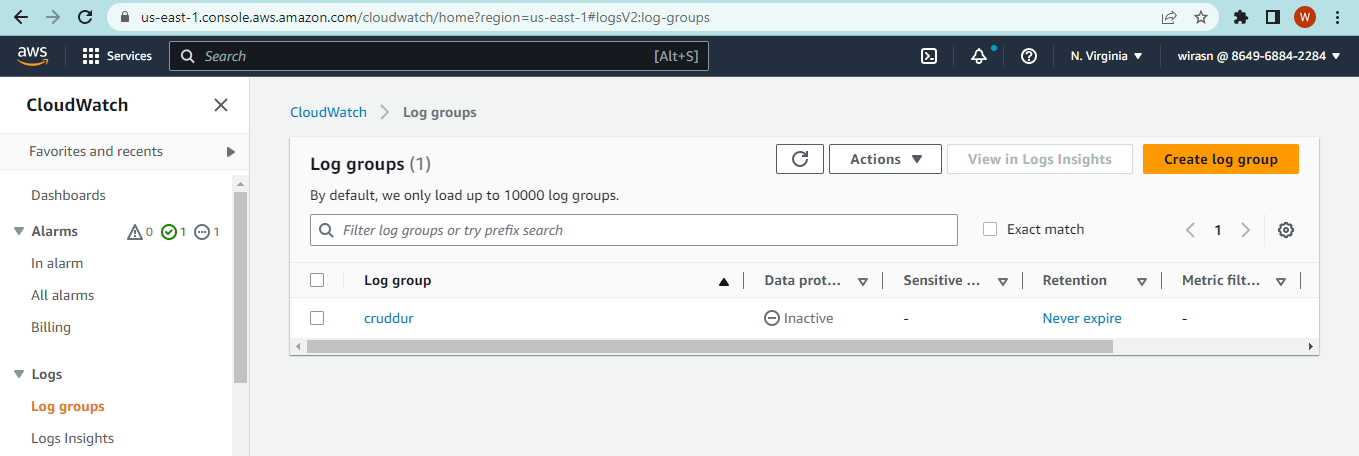 us-east-1.console.aws.amazon.com/cloudwatch/home?region=us-east-1#logsV2:log-groups
W
aws
Services
Search
[Alt+S]
N. Virginia
wirasn @ 8649-6884-2284
CloudWatch
Favorites and recents
Dashboards
Alarms
0
1
1
In alarm
All alarms
Billing
Logs
Log groups
Logs Insights
CloudWatch
Log groups
Log groups (1)
Actions
View in Logs Insights
Create log group
By default, we only load up to 10000 log groups.
Filter log groups or try prefix search
Exact match
1
Log group
Data prot...
Sensitive ...
Retention
Metric filt...
cruddur
Inactive
-
Never expire
-